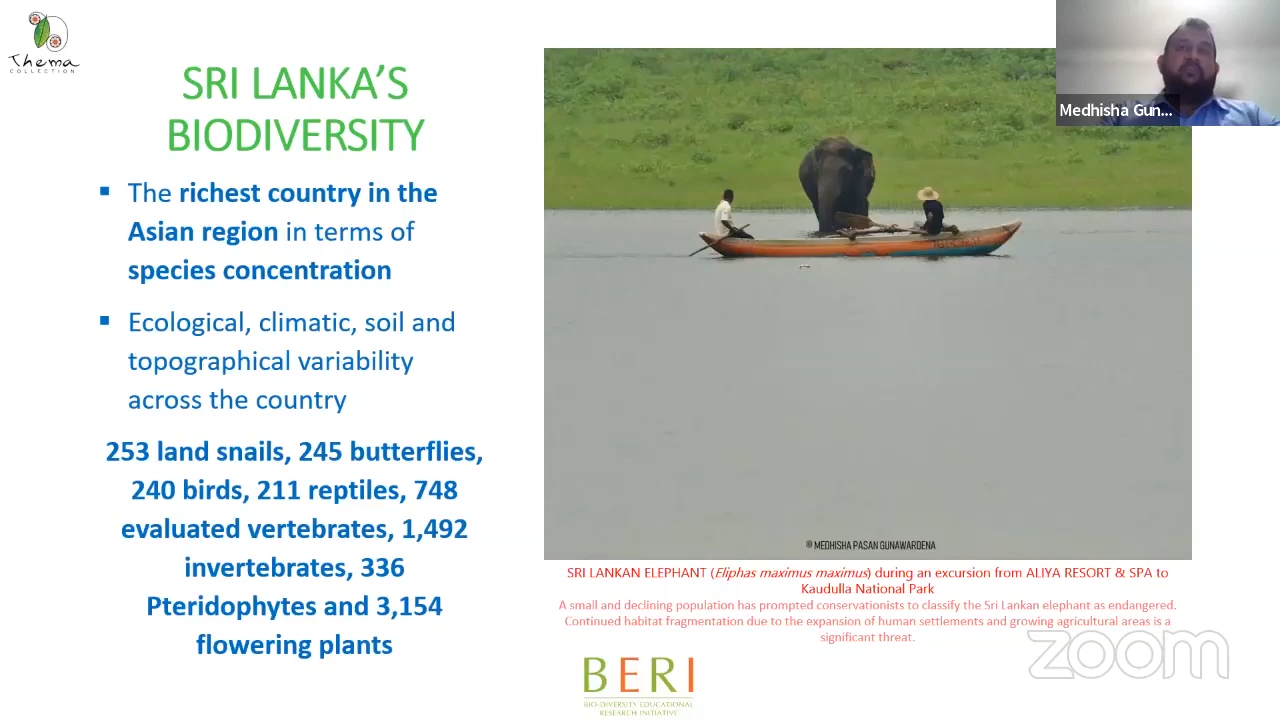 Thema
COLLECTION
SRI LANKA'S
BIODIVERSITY
▪ The richest country in the
Asian region in terms of
species concentration
▪ Ecological, climatic, soil and
topographical variability
across the country
253 land snails, 245 butterflies,
240 birds, 211 reptiles, 748
evaluated vertebrates, 1,492
invertebrates, 336
Pteridophytes and 3,154
flowering plants
Medhisha Gun...
© MEDHISHA PASAN GUNAWARDENA
SRI LANKAN ELEPHANT (Eliphas maximus maximus) during an excursion from ALIYA RESORT & SPA to
Kaudulla National Park
A small and declining population has prompted conservationists to classify the Sri Lankan elephant as endangered.
Continued habitat fragmentation due to the expansion of human settlements and growing agricultural areas is a
significant threat.
zoom
BERI
BIO-DIVERSITY EDUCATIONAL
RESEARCH INITIATIVE